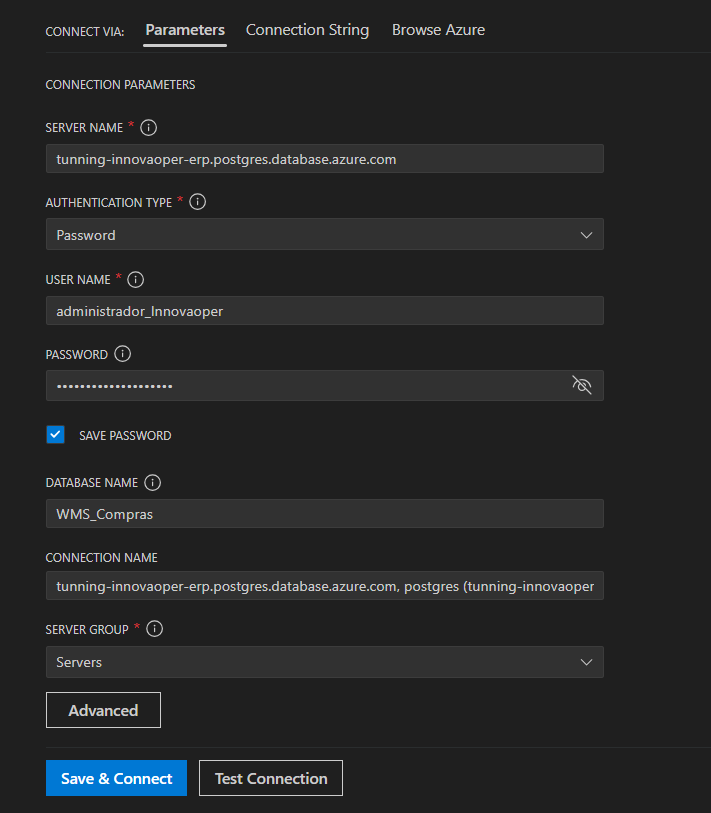 CONNECT VIA: Parameters Connection String Browse Azure
CONNECTION PARAMETERS
SERVER NAME *
tunning-innovaoper-erp.postgres.database.azure.com
AUTHENTICATION TYPE *
Password
USER NAME *
administrador_Innovaoper
PASSWORD
••••••••••••••••••••
SAVE PASSWORD
DATABASE NAME
WMS_Compras
CONNECTION NAME
tunning-innovaoper-erp.postgres.database.azure.com, postgres (tunning-innovaoper
SERVER GROUP *
Servers
Advanced
Save & Connect Test Connection